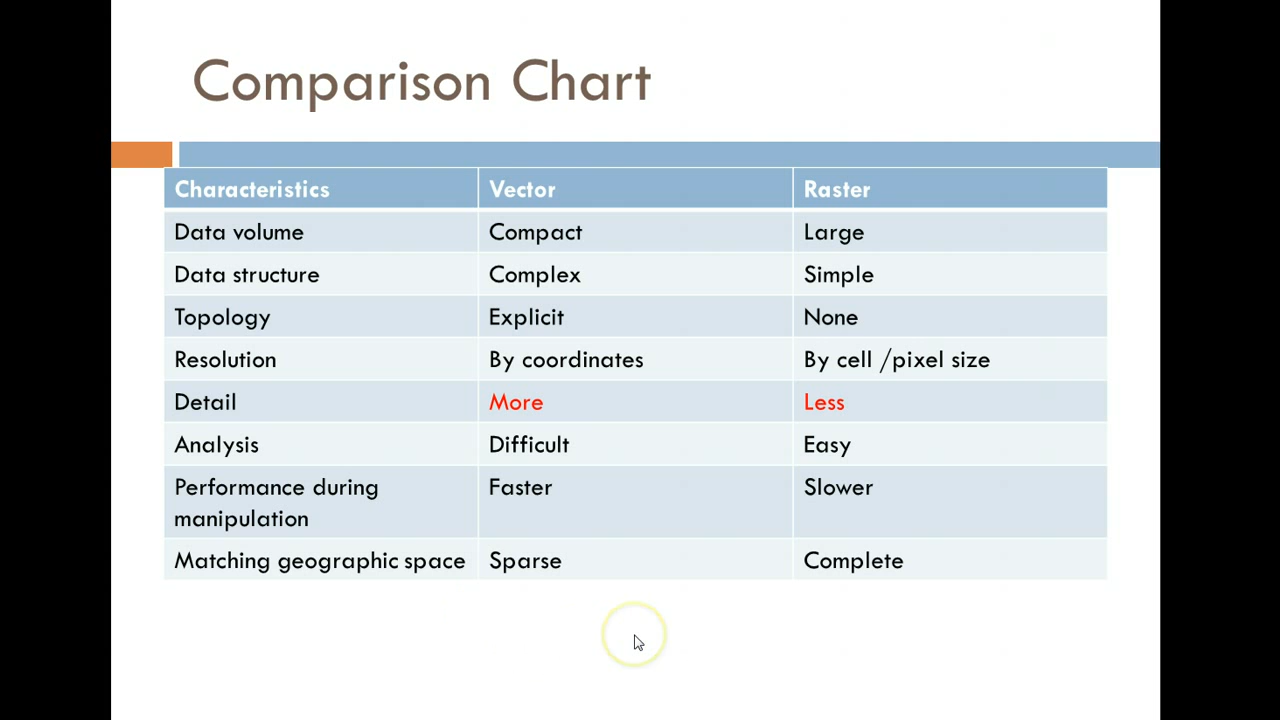 Comparison Chart
Characteristics Vector Raster
Data volume Compact Large
Data structure Complex Simple
Topology Explicit None
Resolution By coordinates By cell /pixel size
Detail More Less
Analysis Difficult Easy
Performance during Faster Slower
manipulation
Matching geographic space Sparse Complete